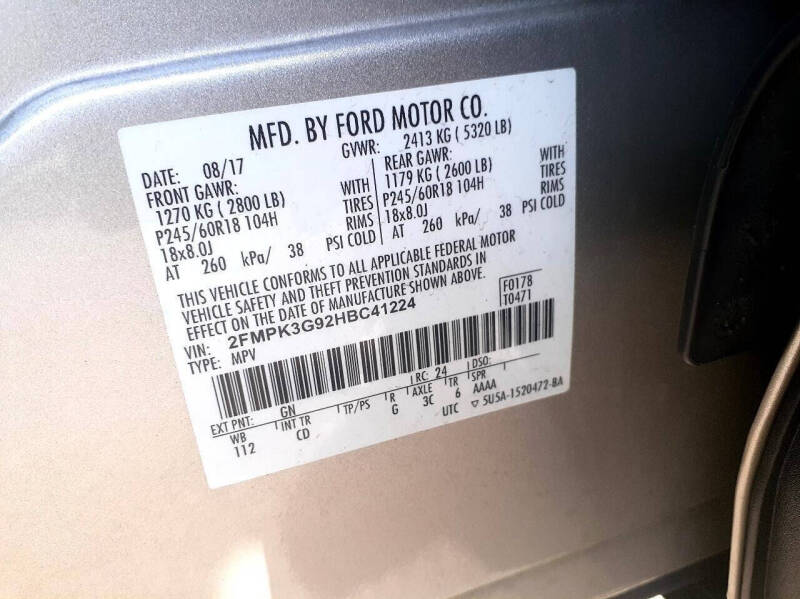 MFD. BY FORD MOTOR CO.
DATE: 08/17 GVWR: 2413 KG ( 5320 LB)
FRONT GAWR: REAR GAWR:
1270 KG ( 2800 LB) WITH 1179 KG ( 2600 LB) WITH
P245/60R18 104H TIRES P245/60R18 104H TIRES
18x8.0J RIMS 18x8.0J RIMS
AT 260 kPa/ 38 PSI COLD AT 260 kPa/ 38 PSI COLD
THIS VEHICLE CONFORMS TO ALL APPLICABLE FEDERAL MOTOR
VEHICLE SAFETY AND THEFT PREVENTION STANDARDS IN
EFFECT ON THE DATE OF MANUFACTURE SHOWN ABOVE.
VIN: 2FMPK3G92HBC41224 F0178
TYPE: MPV T0471
EXT PNT: GN RC: 24 DSO:
WB INT TR TP/PS R AXLE TR SPR
112 CD G 3C 6 AAAA
UTC ▽ 5U5A-1520472-BA